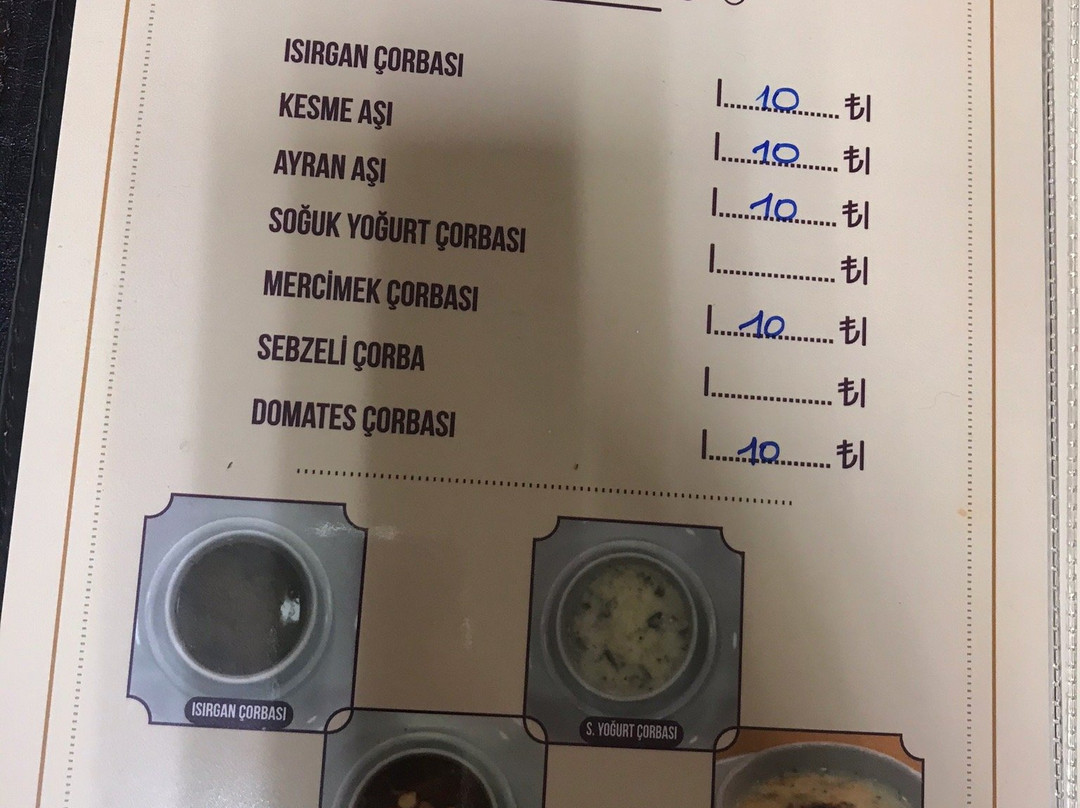 ISIRGAN ÇORBASI |....10....₺|
KESME AŞI |....10....₺|
AYRAN AŞI |....10....₺|
SOĞUK YOĞURT ÇORBASI |............₺|
MERCİMEK ÇORBASI |....10....₺|
SEBZELİ ÇORBA |............₺|
DOMATES ÇORBASI |....10....₺|
ISIRGAN ÇORBASI
S. YOĞURT ÇORBASI